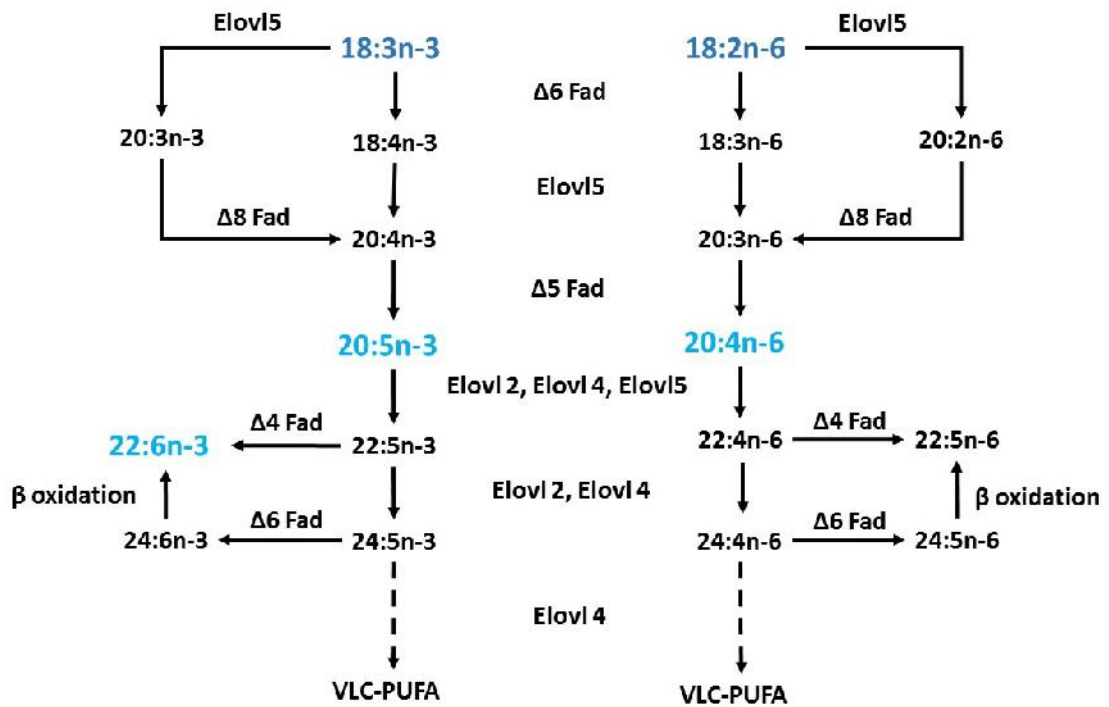 Elovl5
18:3n-3
18:2n-6
Elovl5
Δ6 Fad
20:3n-3
18:4n-3
18:3n-6
20:2n-6
Elovl5
Δ8 Fad
20:4n-3
20:3n-6
Δ8 Fad
Δ5 Fad
20:5n-3
20:4n-6
Elovl 2, Elovl 4, Elovl5
22:6n-3
Δ4 Fad
22:5n-3
22:4n-6
Δ4 Fad
22:5n-6
β oxidation
Elovl 2, Elovl 4
β oxidation
24:6n-3
Δ6 Fad
24:5n-3
24:4n-6
Δ6 Fad
24:5n-6
Elovl 4
VLC-PUFA
VLC-PUFA